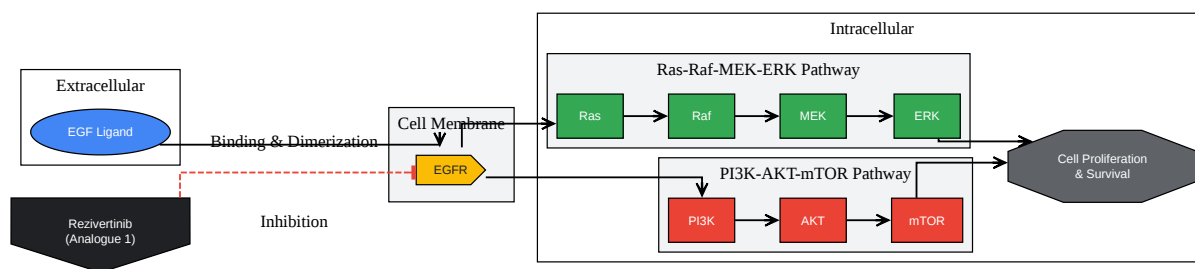 Extracellular
EGF Ligand
Binding & Dimerization
Rezivertinib
(Analogue 1)
Inhibition
Cell Membrane
EGFR
Intracellular
Ras-Raf-MEK-ERK Pathway
Ras
Raf
MEK
ERK
PI3K-AKT-mTOR Pathway
PI3K
AKT
mTOR
Cell Proliferation
& Survival